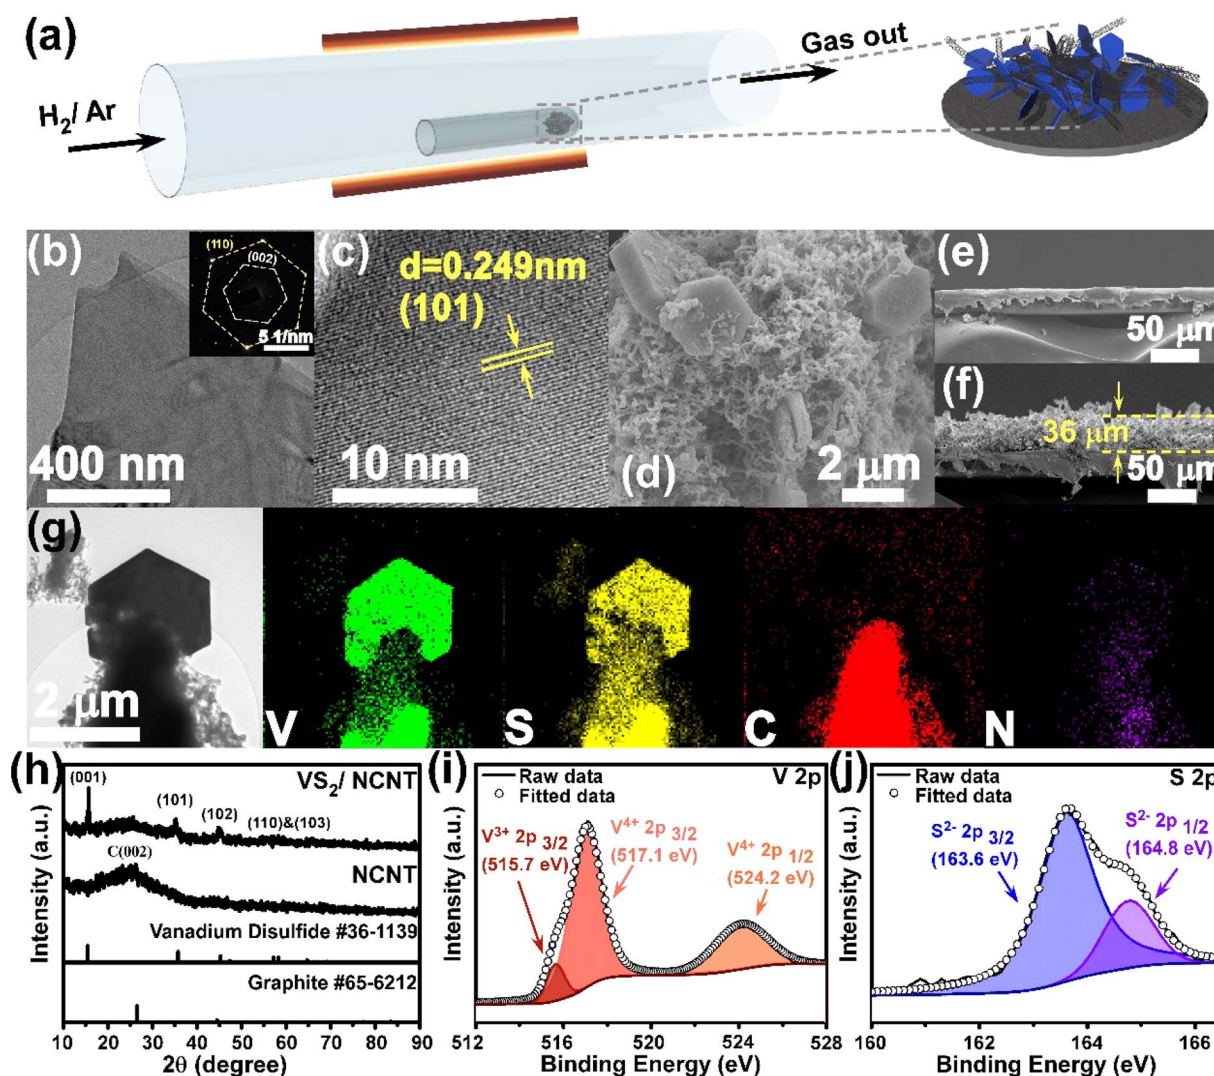 (a)
H2/ Ar
Gas out
(b)
(110)
(002)
5 1/nm
400 nm
(c)
d=0.249nm
(101)
10 nm
(d)
2 μm
(e)
50 μm
(f)
36 μm
50 μm
(g)
2 μm
V
S
C
N
(h)
(001)
VS2/ NCNT
(101)
(102)
(110)&(103)
C(002)
NCNT
Vanadium Disulfide #36-1139
Graphite #65-6212
Intensity (a.u.)
10 20 30 40 50 60 70 80 90
2θ (degree)
(i)
Raw data
Fitted data
V 2p
V3+ 2p 3/2
(515.7 eV)
V4+ 2p 3/2
(517.1 eV)
V4+ 2p 1/2
(524.2 eV)
Intensity (a.u.)
512 516 520 524 528
Binding Energy (eV)
(j)
Raw data
Fitted data
S 2p
S2- 2p 3/2
(163.6 eV)
S2- 2p 1/2
(164.8 eV)
Intensity (a.u.)
160 162 164 166
Binding Energy (eV)